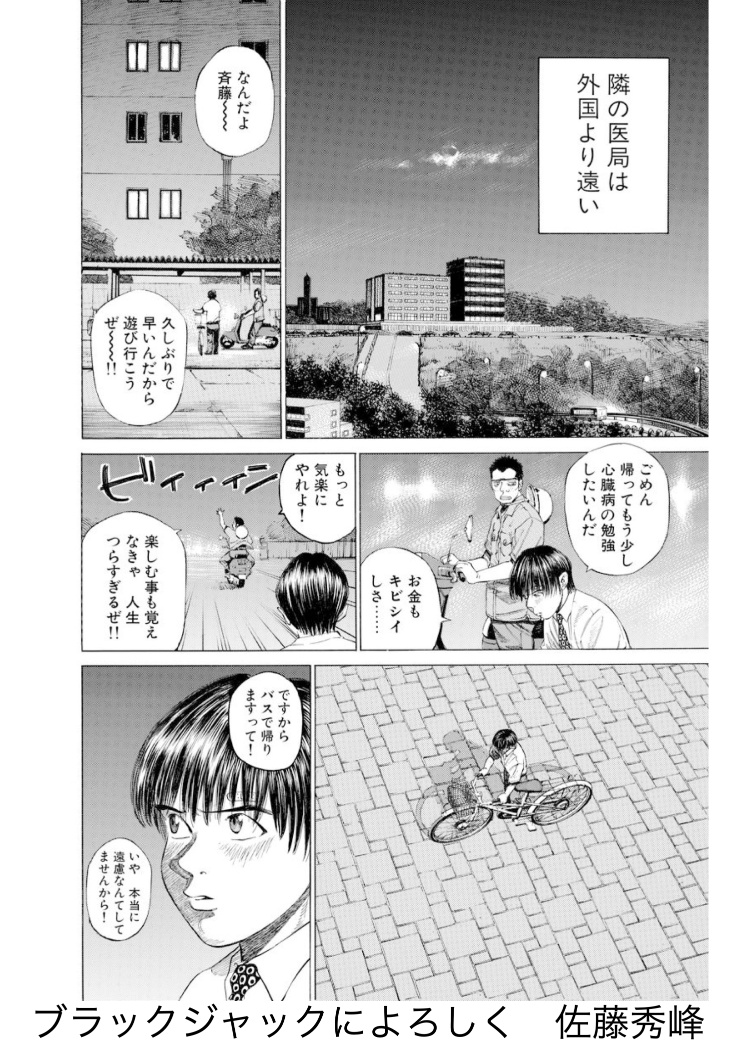 隣の医局は
外国より遠い
なんだよ
斉藤〜〜〜
久しぶりで
早いんだから
遊び行こう
ぜ〜〜〜!!
ごめん
帰ってもう少し
心臓病の勉強
したいんだ
お金も
キビシイ
しさ……
もっと
気楽に
やれよ!
ビィィィン
楽しむ事も覚え
なきゃ 人生
つらすぎるぜ!!
ですから
バスで帰り
ますって!
いや 本当に
遠慮なんてして
ませんから!
ブラックジャックによろしく 佐藤秀峰